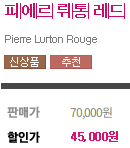 피에르 뤼통 레드
Pierre Lurton Rouge
신상품 추천
판매가 70,000원
할인가 45,000원